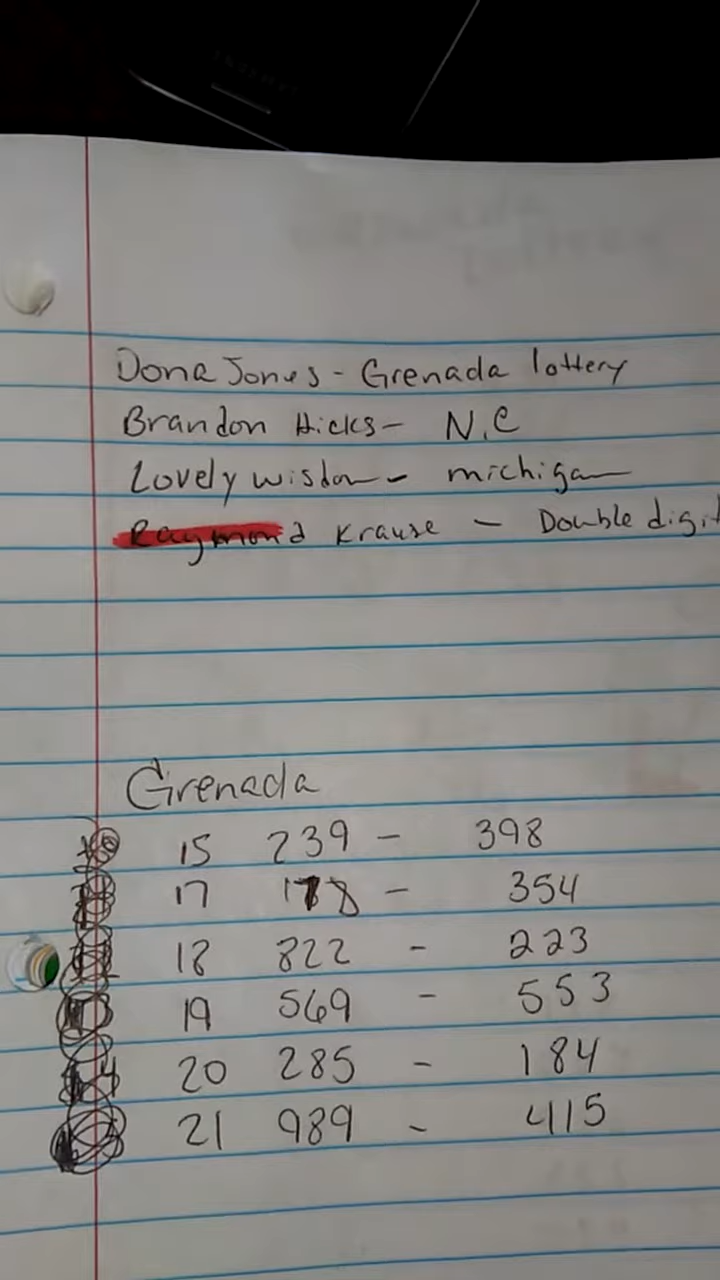 Dona Jones - Grenada lottery
Brandon Hicks - N.C
Lovely wisdom - michigan
Raymond Krause - Double digit
Grenada
15 239 - 398
17 178 - 354
18 822 - 223
19 569 - 553
20 285 - 184
21 989 - 415